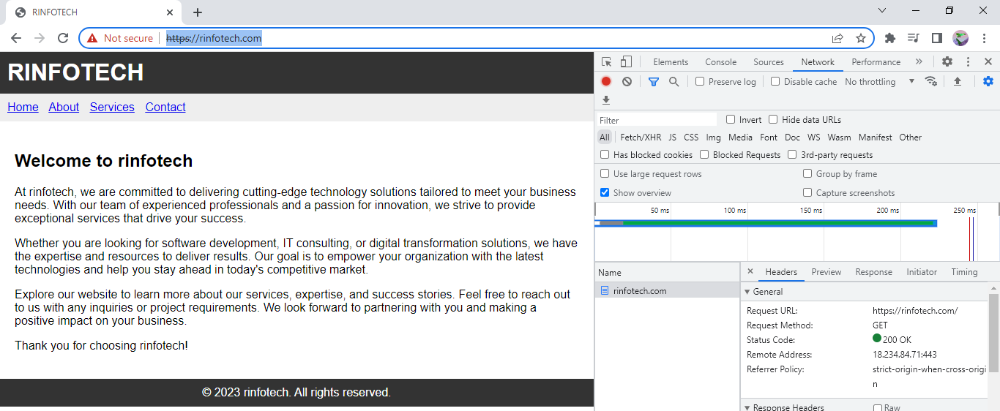 RINFOTECH
Not secure https://rinfotech.com
RINFOTECH
Home About Services Contact
Welcome to rinfotech
At rinfotech, we are committed to delivering cutting-edge technology solutions tailored to meet your business
needs. With our team of experienced professionals and a passion for innovation, we strive to provide
exceptional services that drive your success.
Whether you are looking for software development, IT consulting, or digital transformation solutions, we have
the expertise and resources to deliver results. Our goal is to empower your organization with the latest
technologies and help you stay ahead in today's competitive market.
Explore our website to learn more about our services, expertise, and success stories. Feel free to reach out
to us with any inquiries or project requirements. We look forward to partnering with you and making a
positive impact on your business.
Thank you for choosing rinfotech!
© 2023 rinfotech. All rights reserved.
Elements Console Sources Network Performance
Preserve log Disable cache No throttling
Filter Invert Hide data URLs
All Fetch/XHR JS CSS Img Media Font Doc WS Wasm Manifest Other
Has blocked cookies Blocked Requests 3rd-party requests
Use large request rows Group by frame
Show overview Capture screenshots
50 ms 100 ms 150 ms 200 ms 250 ms
Name
rinfotech.com
Headers Preview Response Initiator Timing
General
Request URL: https://rinfotech.com/
Request Method: GET
Status Code: 200 OK
Remote Address: 18.234.84.71:443
Referrer Policy: strict-origin-when-cross-origi
n
Response Headers Raw